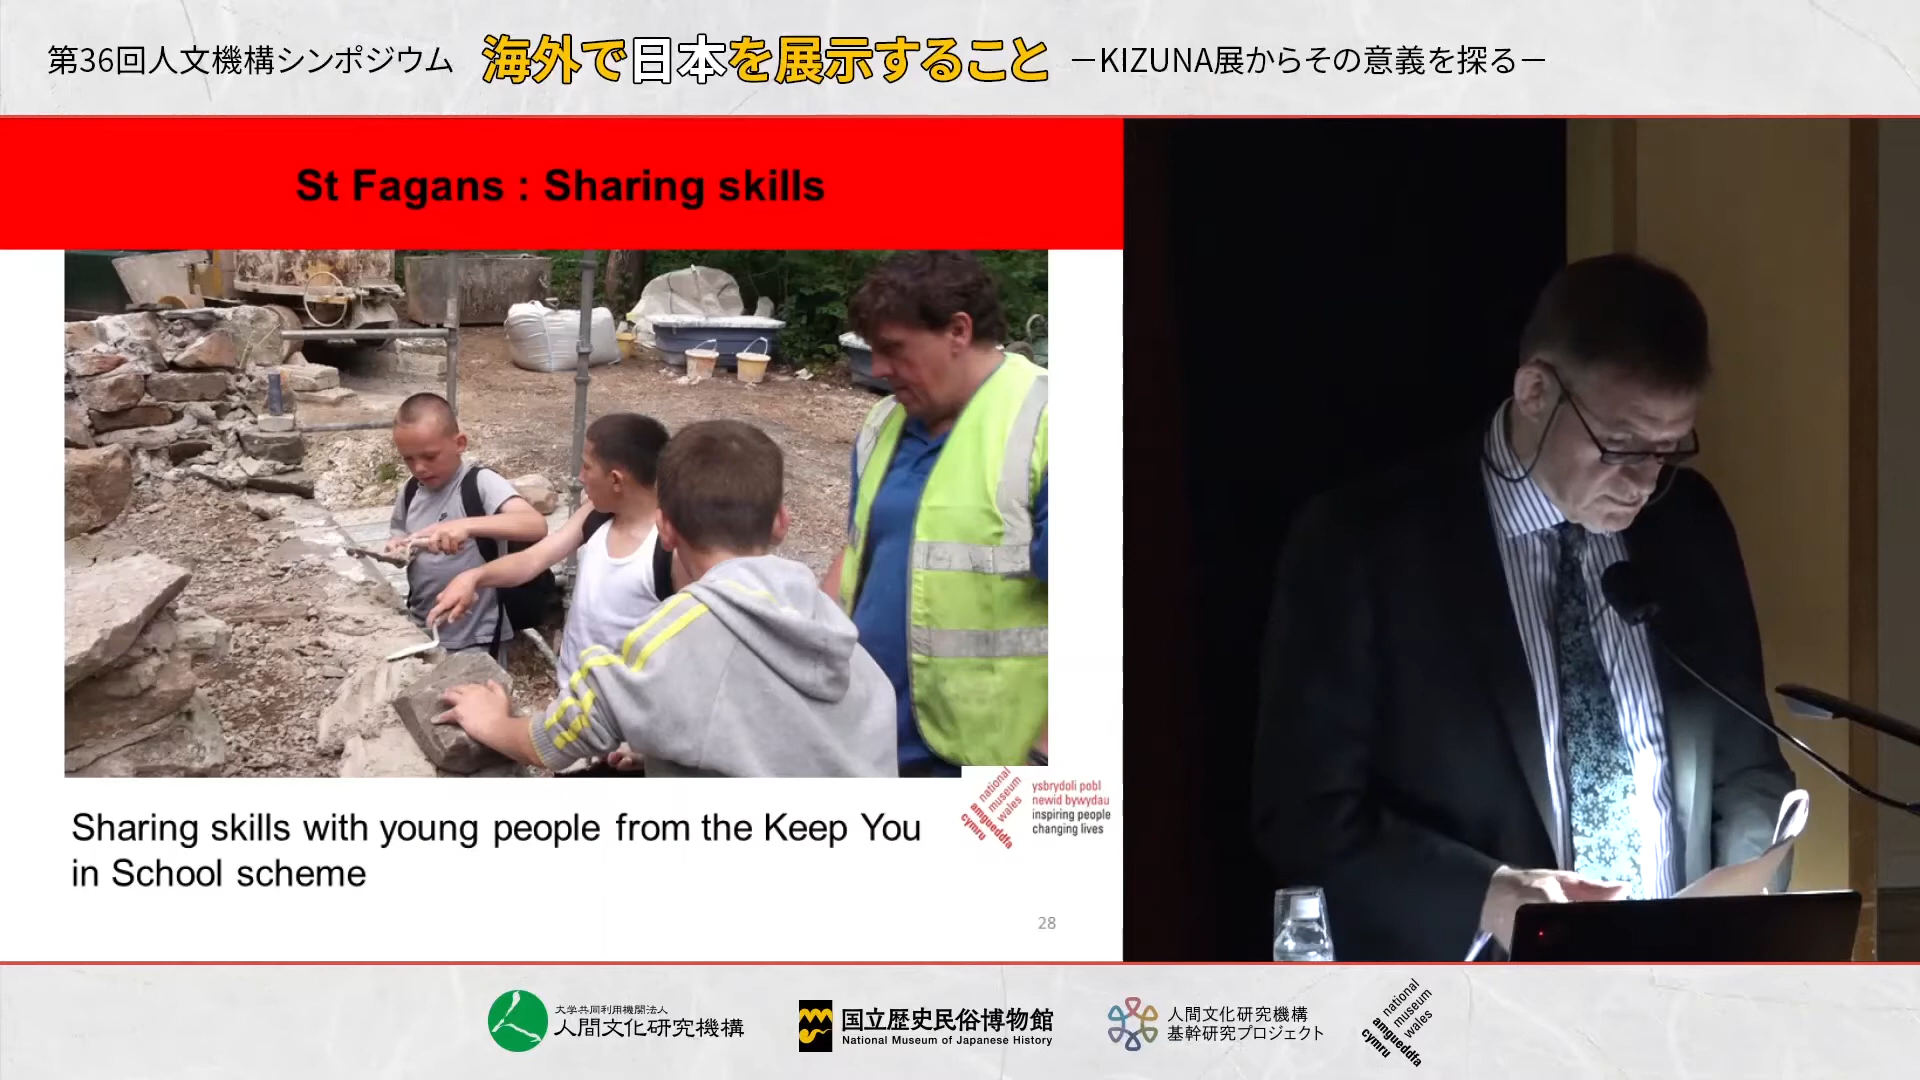 第36回人文機構シンポジウム 海外で日本を展示すること －KIZUNA展からその意義を探る－
St Fagans : Sharing skills
national
museum
wales
amgueddfa
cymru
ysbrydoli pobl
newid bywydau
inspiring people
changing lives
Sharing skills with young people from the Keep You
in School scheme
28
大学共同利用機関法人
人間文化研究機構
国立歴史民俗博物館
National Museum of Japanese History
人間文化研究機構
基幹研究プロジェクト
national
museum
wales
amgueddfa
cymru